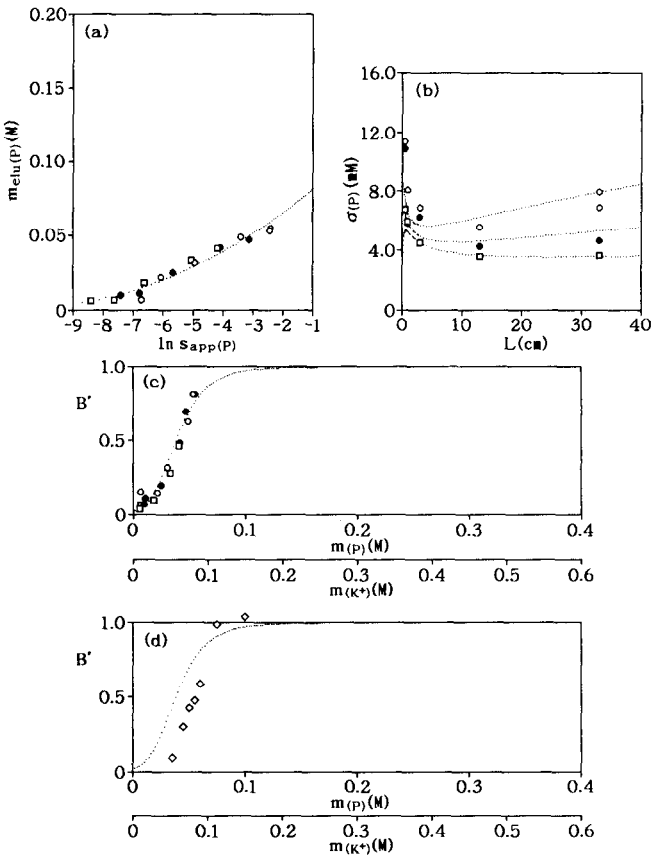 (a)
0.20
0.15
0.10
0.05
0
m_elu(P)(M)
-9 -8 -7 -6 -5 -4 -3 -2 -1
ln s_app(P)
(b)
16.0
12.0
8.0
4.0
0
σ(P)(mM)
0 10 20 30 40
L(cm)
(c)
1.0
B′
0.5
0
0 0.1 0.2 0.3 0.4
m(P)(M)
0 0.1 0.2 0.3 0.4 0.5 0.6
m(K+)(M)
(d)
1.0
B′
0.5
0
0 0.1 0.2 0.3 0.4
m(P)(M)
0 0.1 0.2 0.3 0.4 0.5 0.6
m(K+)(M)